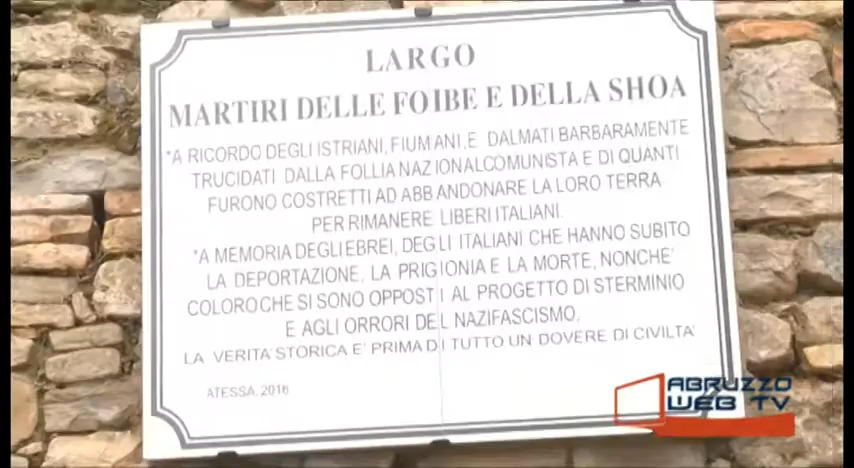 LARGO
MARTIRI DELLE FOIBE E DELLA SHOA
"A RICORDO DEGLI ISTRIANI, FIUMANI, E DALMATI BARBARAMENTE
TRUCIDATI DALLA FOLLIA NAZIONALCOMUNISTA E DI QUANTI
FURONO COSTRETTI AD ABBANDONARE LA LORO TERRA
PER RIMANERE LIBERI ITALIANI.
"A MEMORIA DEGLI EBREI, DEGLI ITALIANI CHE HANNO SUBITO
LA DEPORTAZIONE, LA PRIGIONIA E LA MORTE, NONCHE'
COLORO CHE SI SONO OPPOSTI AL PROGETTO DI STERMINIO
E AGLI ORRORI DEL NAZIFASCISMO.
LA VERITA' STORICA E' PRIMA DI TUTTO UN DOVERE DI CIVILTA'
ATESSA, 2016
ABRUZZO
WEB TV